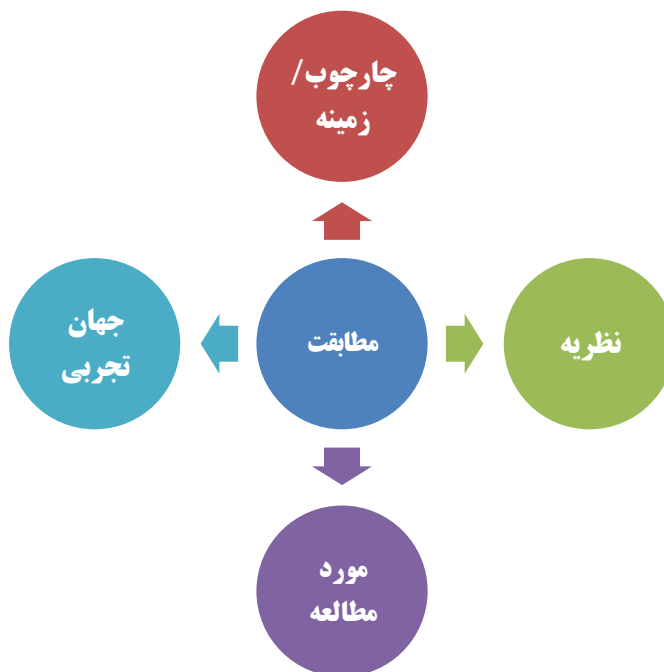 چارچوب/
زمینه
نظریه
مطابقت
جهان
تجربی
مورد
مطالعه